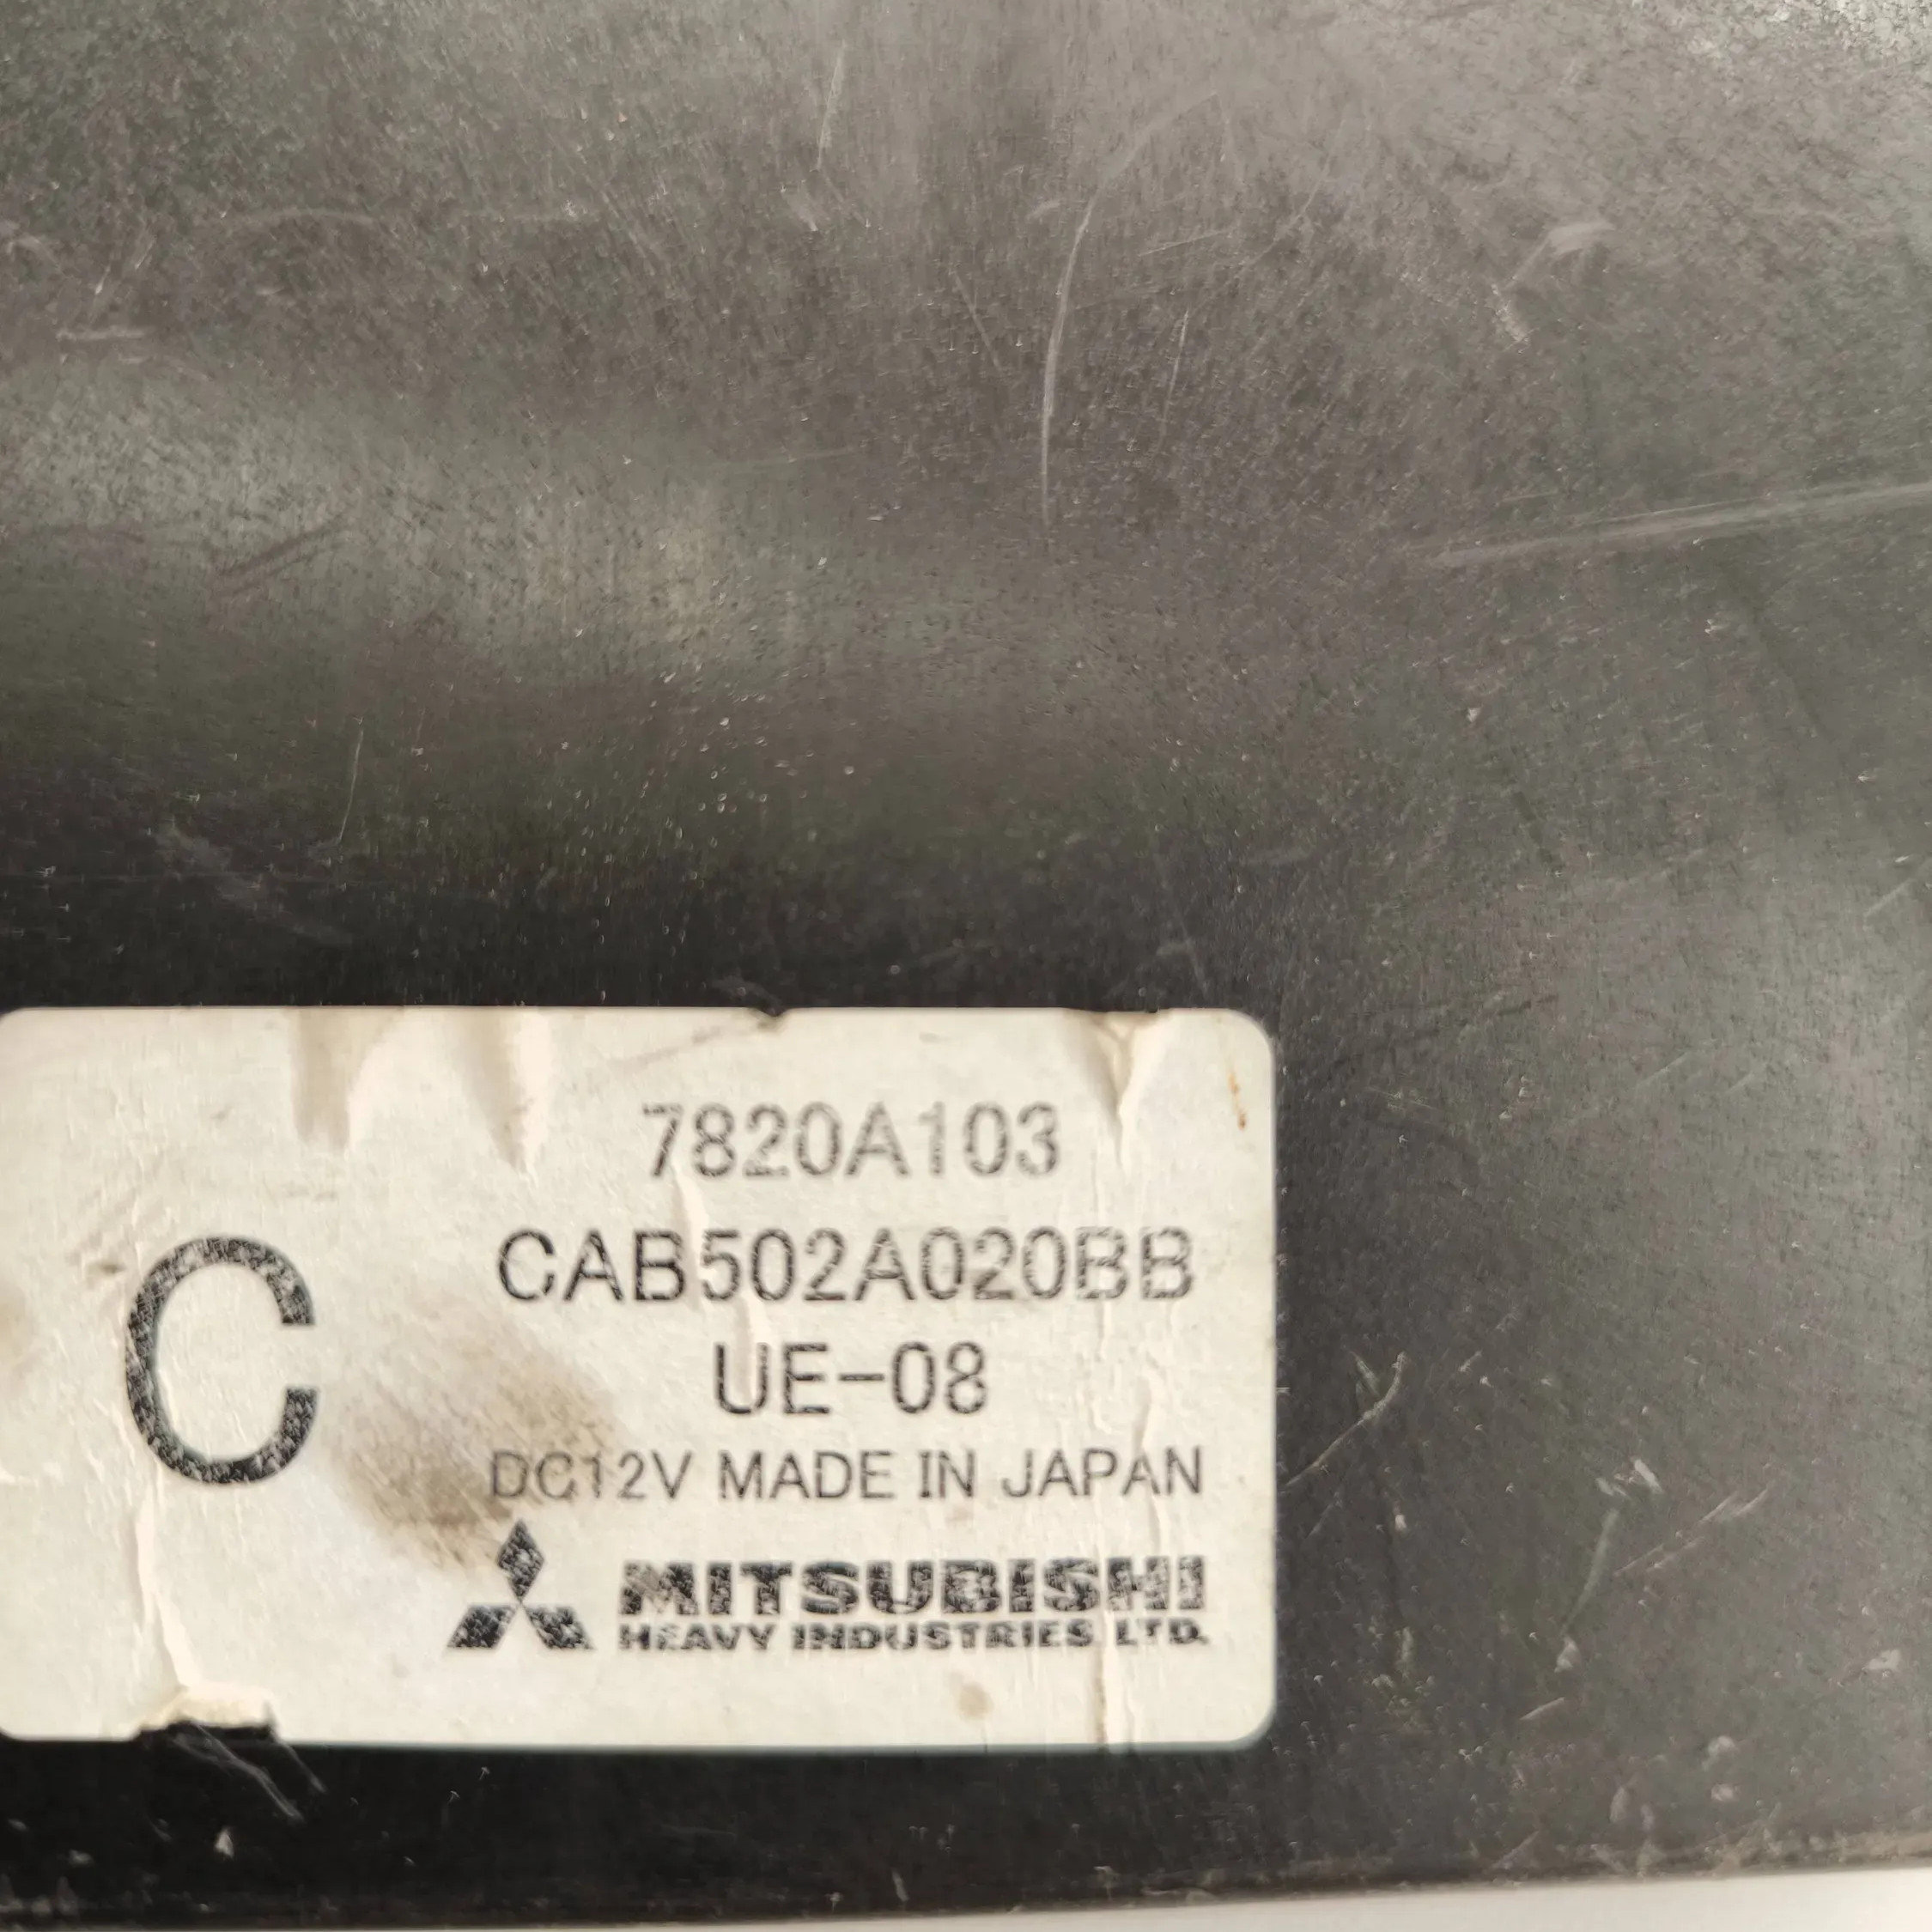 7820A103
CAB502A020BB
C
UE-08
DC12V MADE IN JAPAN
MITSUBISHI
HEAVY INDUSTRIES LTD.